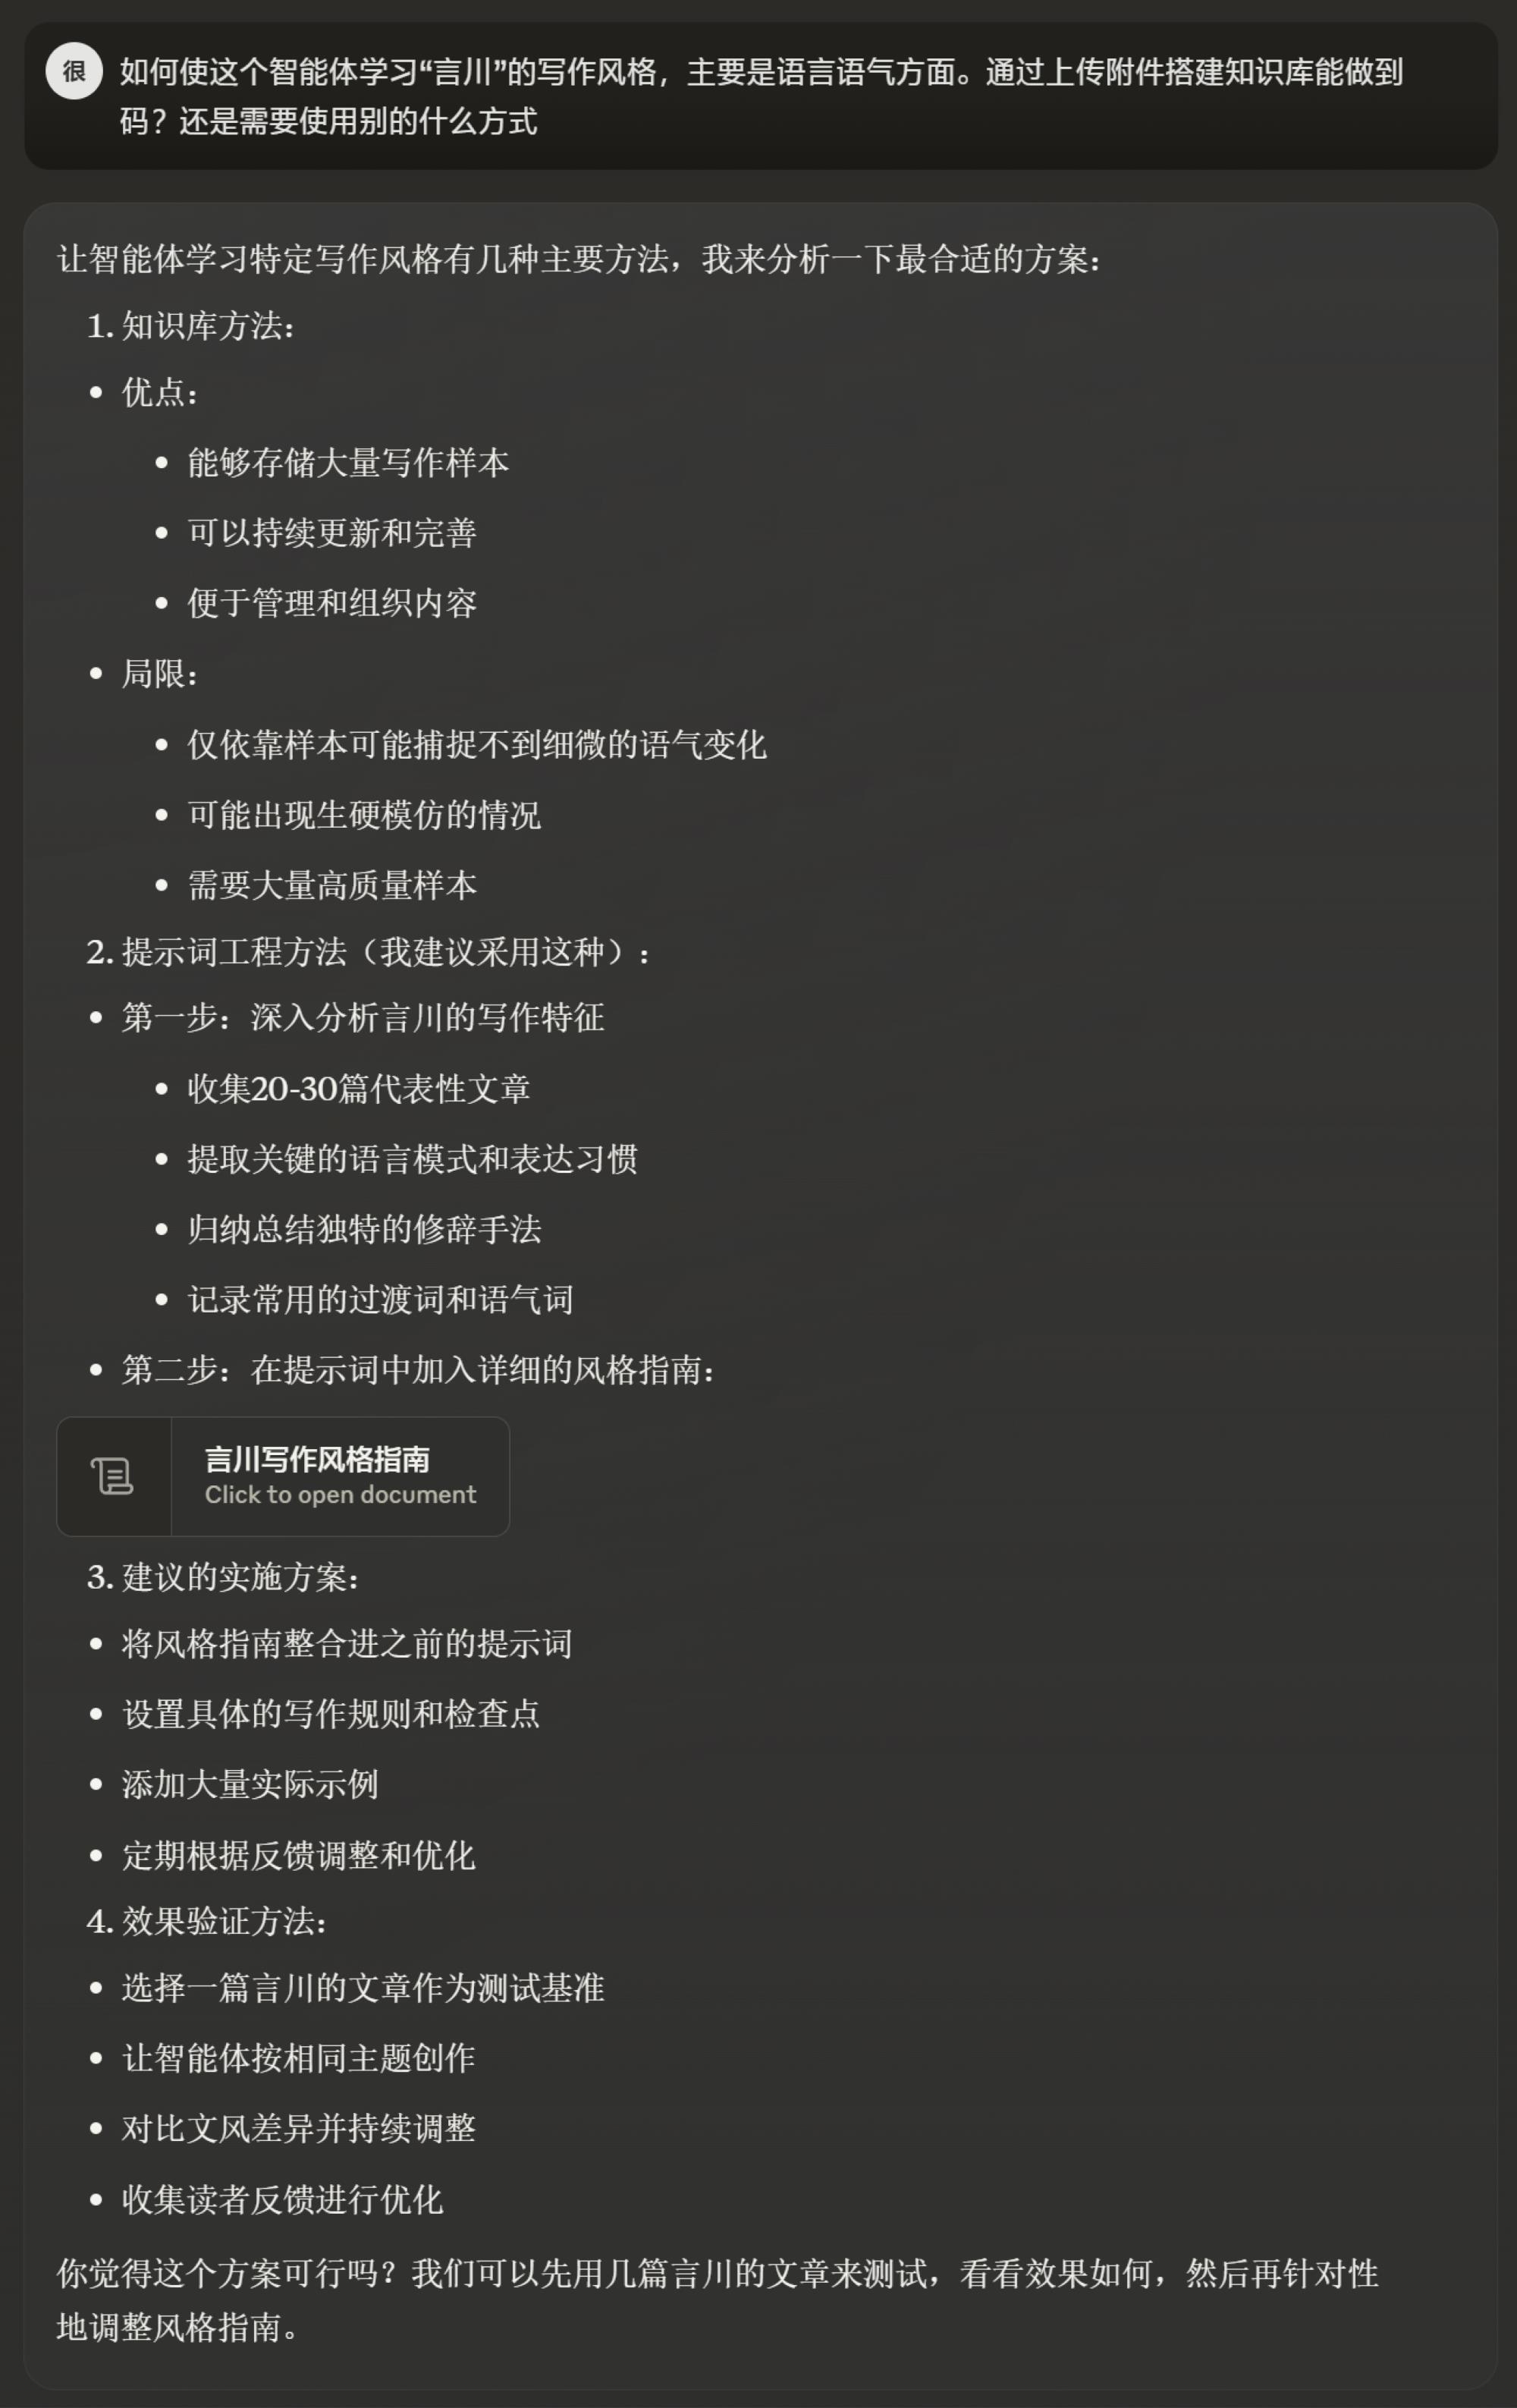 很
如何使这个智能体学习“言川”的写作风格，主要是语言语气方面。通过上传附件搭建知识库能做到
码？还是需要使用别的什么方式
让智能体学习特定写作风格有几种主要方法，我来分析一下最合适的方案：
1. 知识库方法：
• 优点：
• 能够存储大量写作样本
• 可以持续更新和完善
• 便于管理和组织内容
• 局限：
• 仅依靠样本可能捕捉不到细微的语气变化
• 可能出现生硬模仿的情况
• 需要大量高质量样本
2. 提示词工程方法（我建议采用这种）：
• 第一步：深入分析言川的写作特征
• 收集20-30篇代表性文章
• 提取关键的语言模式和表达习惯
• 归纳总结独特的修辞手法
• 记录常用的过渡词和语气词
• 第二步：在提示词中加入详细的风格指南：
言川写作风格指南
Click to open document
3. 建议的实施方案：
• 将风格指南整合进之前的提示词
• 设置具体的写作规则和检查点
• 添加大量实际示例
• 定期根据反馈调整和优化
4. 效果验证方法：
• 选择一篇言川的文章作为测试基准
• 让智能体按相同主题创作
• 对比文风差异并持续调整
• 收集读者反馈进行优化
你觉得这个方案可行吗？我们可以先用几篇言川的文章来测试，看看效果如何，然后再针对性
地调整风格指南。